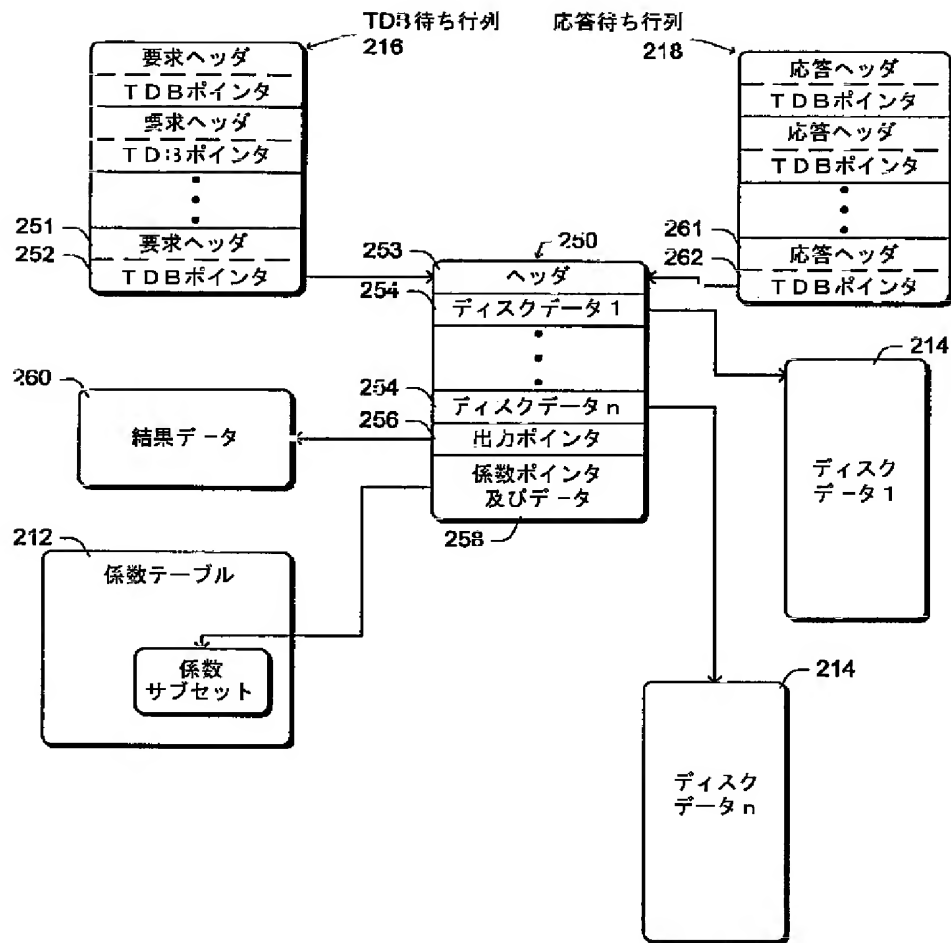 TDB待ち行列
216
応答待ち行列
218
要求ヘッダ
TDBポインタ
要求ヘッダ
TDBポインタ
251
要求ヘッダ
252
TDBポインタ
応答ヘッダ
TDBポインタ
応答ヘッダ
TDBポインタ
261
応答ヘッダ
262
TDBポインタ
250
253
ヘッダ
254
ディスクデータ1
254
ディスクデータn
256
出力ポインタ
係数ポインタ
及びデータ
258
260
結果データ
212
係数テーブル
係数
サブセット
214
ディスク
データ1
214
ディスク
データn